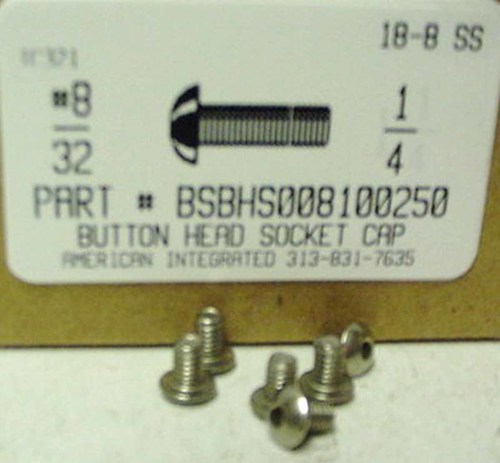 18-8 SS
#8
32
1
4
PART # BSBHS008100250
BUTTON HEAD SOCKET CAP
AMERICAN INTEGRATED 313-831-7635